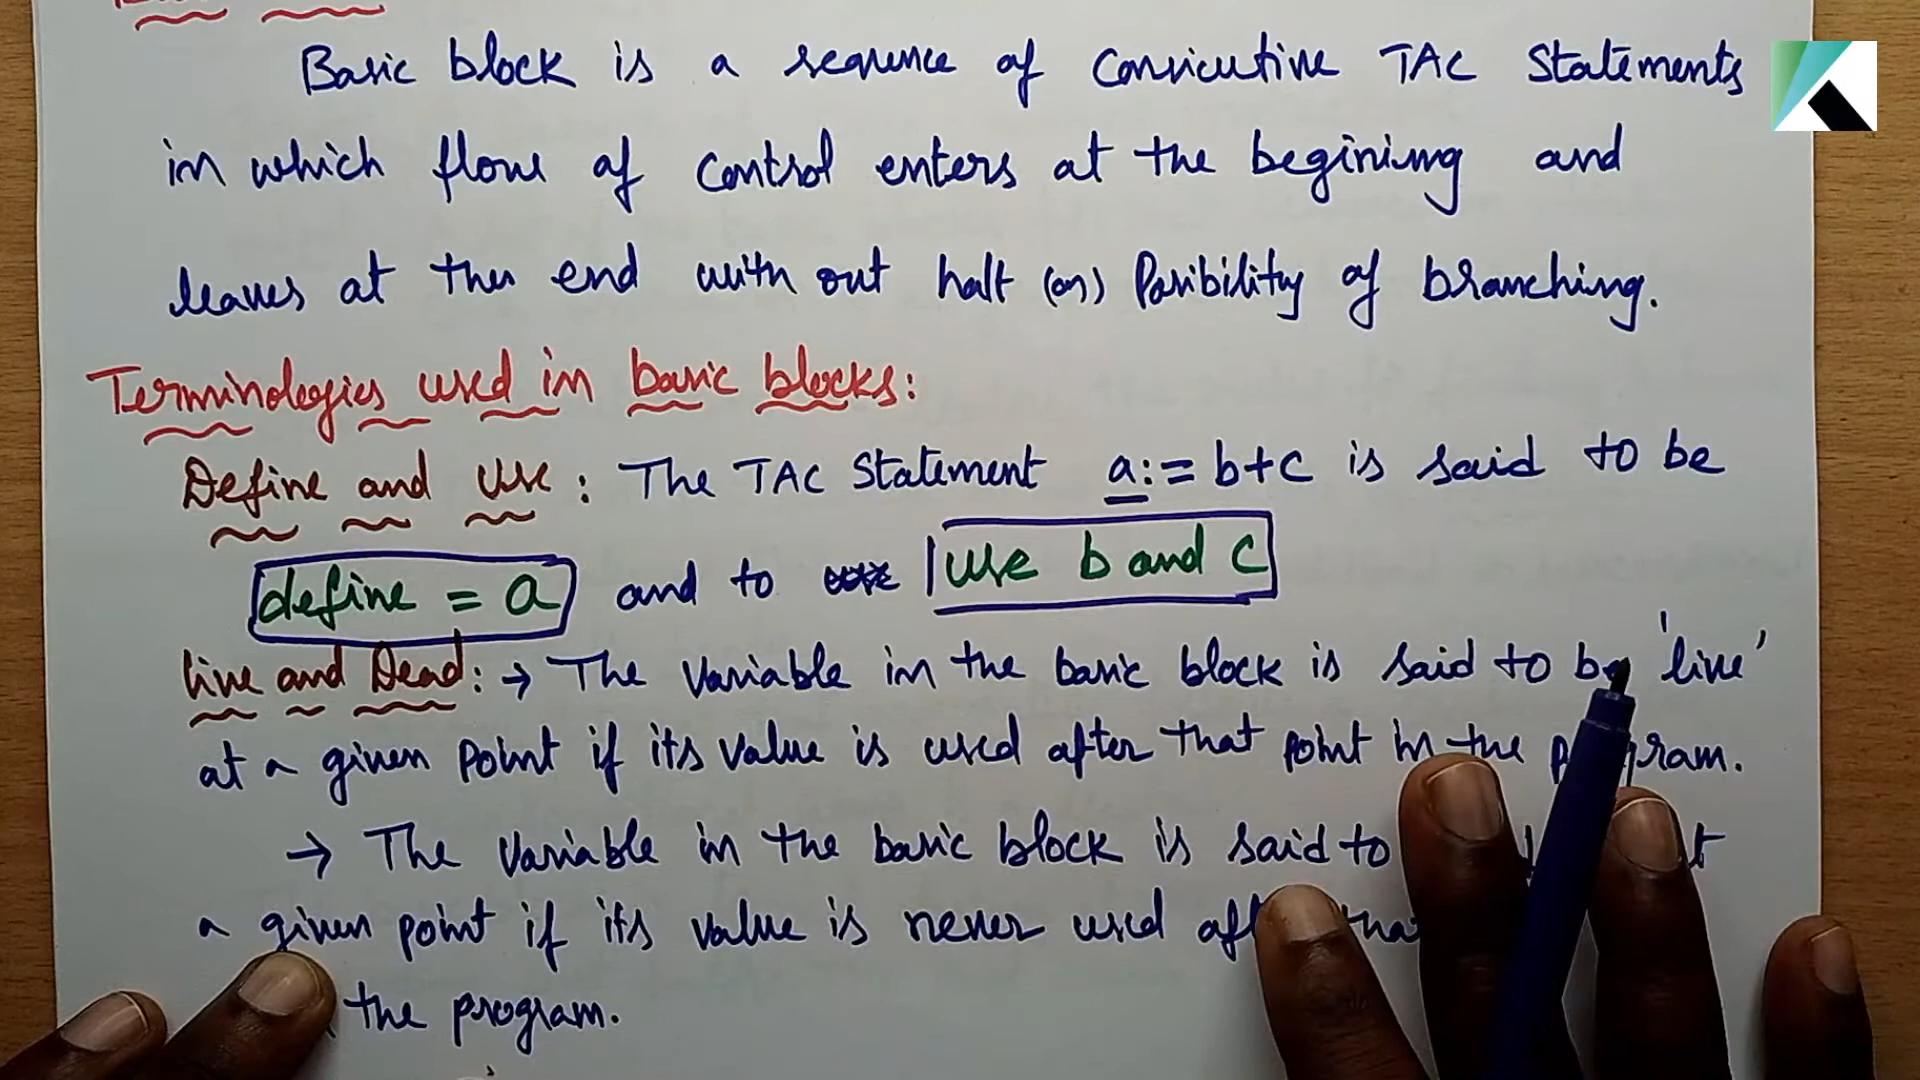 Basic block is a sequence of Consicutive TAC Statements
in which flow of control enters at the begining and
leaves at the end with out halt (or) Possibility of branching.
Terminologies used in basic blocks:
Define and Use : The TAC Statement a:= b+c is said to be
define = a and to use b and c
live and Dead: → The Variable in the basic block is said to be 'live'
at a given point if its value is used after that point in the program.
→ The Variable in the basic block is said to
a given point if its value is never used
the program.